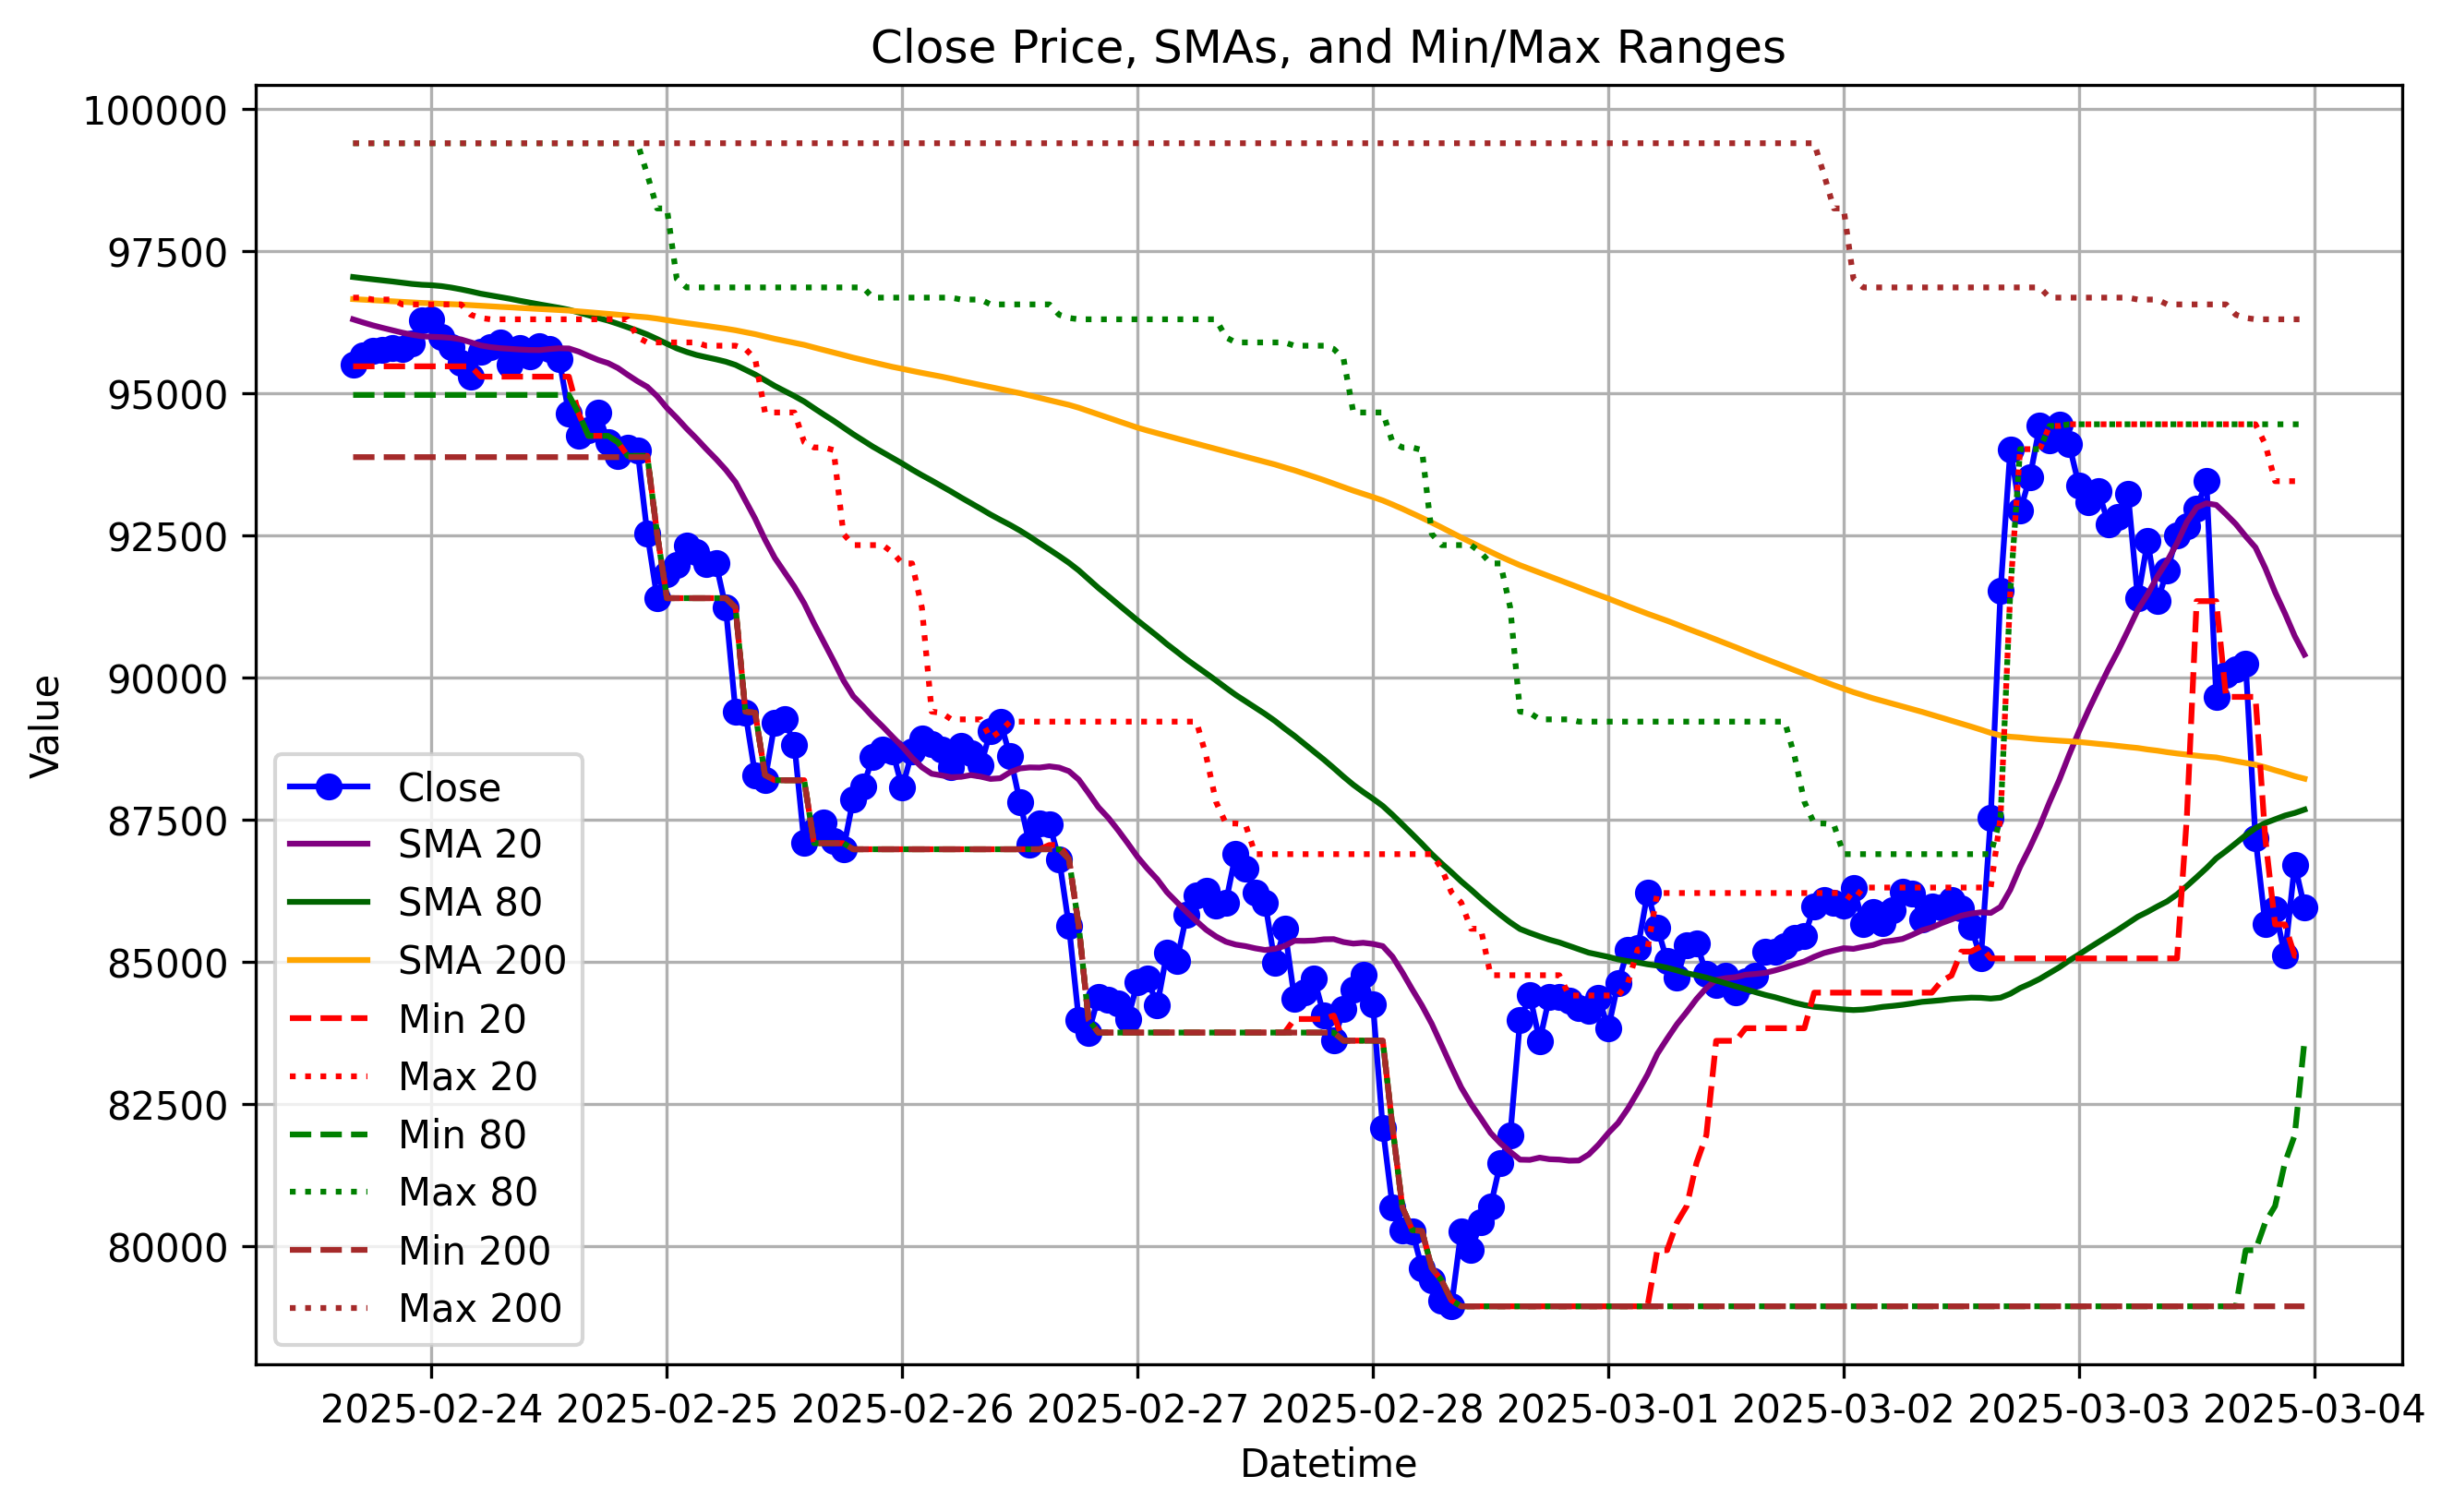 Close Price, SMAs, and Min/Max Ranges
100000
97500
95000
92500
90000
87500
85000
82500
80000
Value
Close
SMA 20
SMA 80
SMA 200
Min 20
Max 20
Min 80
Max 80
Min 200
Max 200
2025-02-24 2025-02-25 2025-02-26 2025-02-27 2025-02-28 2025-03-01 2025-03-02 2025-03-03 2025-03-04
Datetime